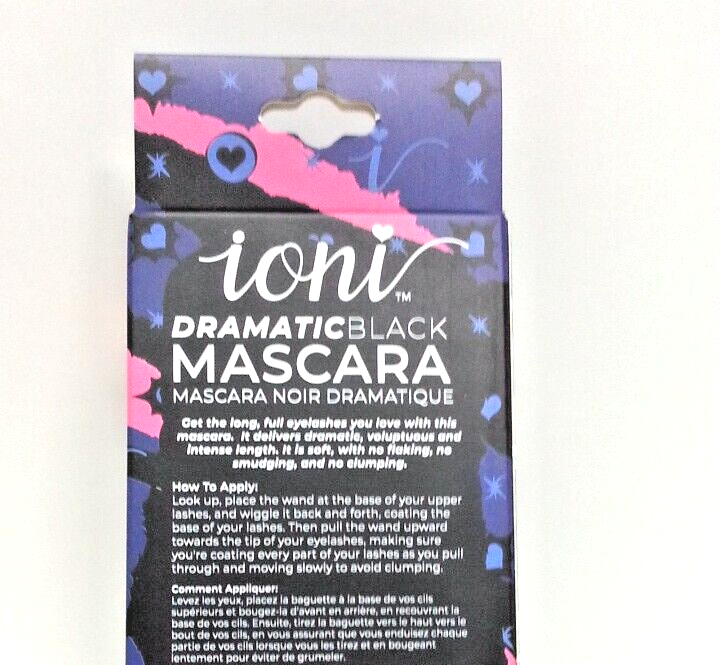 ioni™
DRAMATICBLACK
MASCARA
MASCARA NOIR DRAMATIQUE
Get the long, full eyelashes you love with this
mascara. It delivers dramatic, voluptuous and
intense length. It is soft, with no flaking, no
smudging, and no clumping.
How To Apply:
Look up, place the wand at the base of your upper
lashes, and wiggle it back and forth, coating the
base of your lashes. Then pull the wand upward
towards the tip of your eyelashes, making sure
you're coating every part of your lashes as you pull
through and moving slowly to avoid clumping.
Comment Appliquer:
Levez les yeux, placez la baguette à la base de vos cils
supérieurs et bougez-la d'avant en arrière, en recouvrant la
base de vos cils. Ensuite, tirez la baguette vers le haut vers le
bout de vos cils, en vous assurant que vous enduisez chaque
partie de vos cils lorsque vous les tirez et en bougeant
lentement pour éviter de grumeler.